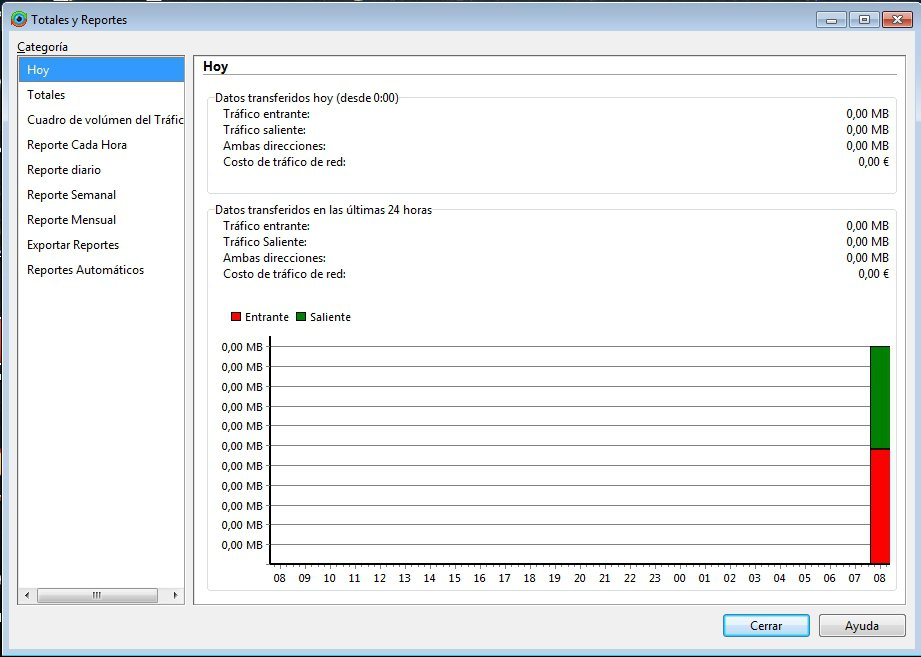 Totales y Reportes
Categoría
Hoy
Totales
Cuadro de volúmen del Tráfic
Reporte Cada Hora
Reporte diario
Reporte Semanal
Reporte Mensual
Exportar Reportes
Reportes Automáticos
Hoy
Datos transferidos hoy (desde 0:00)
Tráfico entrante: 0,00 MB
Tráfico saliente: 0,00 MB
Ambas direcciones: 0,00 MB
Costo de tráfico de red: 0,00 €
Datos transferidos en las últimas 24 horas
Tráfico entrante: 0,00 MB
Tráfico Saliente: 0,00 MB
Ambas direcciones: 0,00 MB
Costo de tráfico de red: 0,00 €
Entrante Saliente
0,00 MB
0,00 MB
0,00 MB
0,00 MB
0,00 MB
0,00 MB
0,00 MB
0,00 MB
0,00 MB
0,00 MB
0,00 MB
08 09 10 11 12 13 14 15 16 17 18 19 20 21 22 23 00 01 02 03 04 05 06 07 08
Cerrar Ayuda